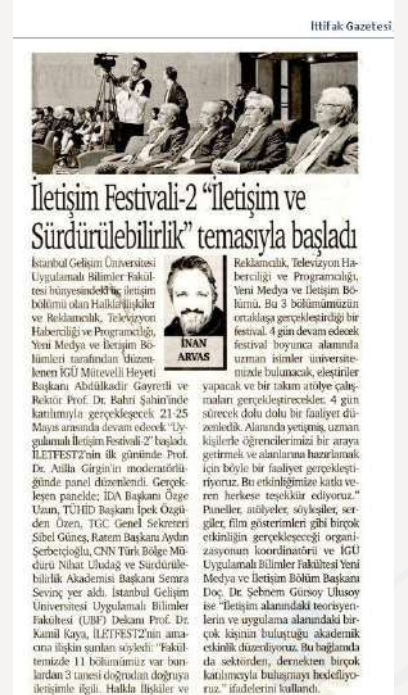 İttifak Gazetesi
İletişim Festivali-2 “İletişim ve
Sürdürülebilirlik” temasıyla başladı
İstanbul Gelişim Üniversitesi
Uygulamalı Bilimler Fakül-
tesi bünyesindeki üç iletişim
bölümü olan Halkla İlişkiler
ve Reklamcılık, Televizyon
Haberciliği ve Programcılığı,
Yeni Medya ve İletişim Bö-
lümleri tarafından düzen-
lenen İGÜ Mütevelli Heyeti
Başkanı Abdülkadir Gayretli ve
Rektör Prof. Dr. Bahri Şahin'inde
katılımıyla gerçekleşecek 21-25
Mayıs arasında devam edecek “Uy-
gulamalı İletişim Festivali-2” başladı.
İLETFEST2'nin ilk gününde Prof.
Dr. Atilla Girgin'in moderatörlü-
ğünde panel düzenlendi. Gerçek-
leşen panelde; İDA Başkanı Özge
Uzun, TÜHİD Başkanı İpek Özgü-
den Özen, TGC Genel Sekreteri
Sibel Güneş, Ratem Başkanı Aydın
Şerbetçioğlu, CNN Türk Bölge Mü-
dürü Nihat Uludağ ve Sürdürüle-
bilirlik Akademisi Başkanı Semra
Sevinç yer aldı. İstanbul Gelişim
Üniversitesi Uygulamalı Bilimler
Fakültesi (UBF) Dekanı Prof. Dr.
Kamil Kaya, İLETFEST2'nin ama-
cına ilişkin şunları söyledi: “Fakül-
temizde 11 bölümümüz var bun-
lardan 3 tanesi doğrudan doğruya
iletişimle ilgili. Halkla İlişkiler ve
İNAN
ARVAS
Reklamcılık, Televizyon Ha-
berciliği ve Programcılığı,
Yeni Medya ve İletişim Bö-
lümü. Bu 3 bölümümüzün
ortaklaşa gerçekleştirdiği bir
festival. 4 gün devam edecek
festival boyunca alanında
uzman isimler üniversite-
mizde bulunacak, eleştiriler
yapacak ve bir takım atölye çalış-
maları gerçekleştirecekler. 4 gün
sürecek dolu dolu bir faaliyet dü-
zenledik. Alanında yetişmiş, uzman
kişilerle öğrencilerimizi bir araya
getirmek ve alanlarına hazırlamak
için böyle bir faaliyet gerçekleşti-
riyoruz. Bu etkinliğimize katkı ve-
ren herkese teşekkür ediyoruz.”
Paneller, atölyeler, söyleşiler, ser-
giler, film gösterimleri gibi birçok
etkinliğin gerçekleşeceği organi-
zasyonun koordinatörü ve İGÜ
Uygulamalı Bilimler Fakültesi Yeni
Medya ve İletişim Bölüm Başkanı
Doç. Dr. Şebnem Gürsoy Ulusoy
ise “İletişim alanındaki teorisyen-
lerin ve uygulama alanındaki bir-
çok kişinin buluştuğu akademik
etkinlik düzenliyoruz. Bu bağlamda
da sektörden, dernekten birçok
katılımcıyla buluşmayı hedefliyo-
ruz.” ifadelerini kullandı.